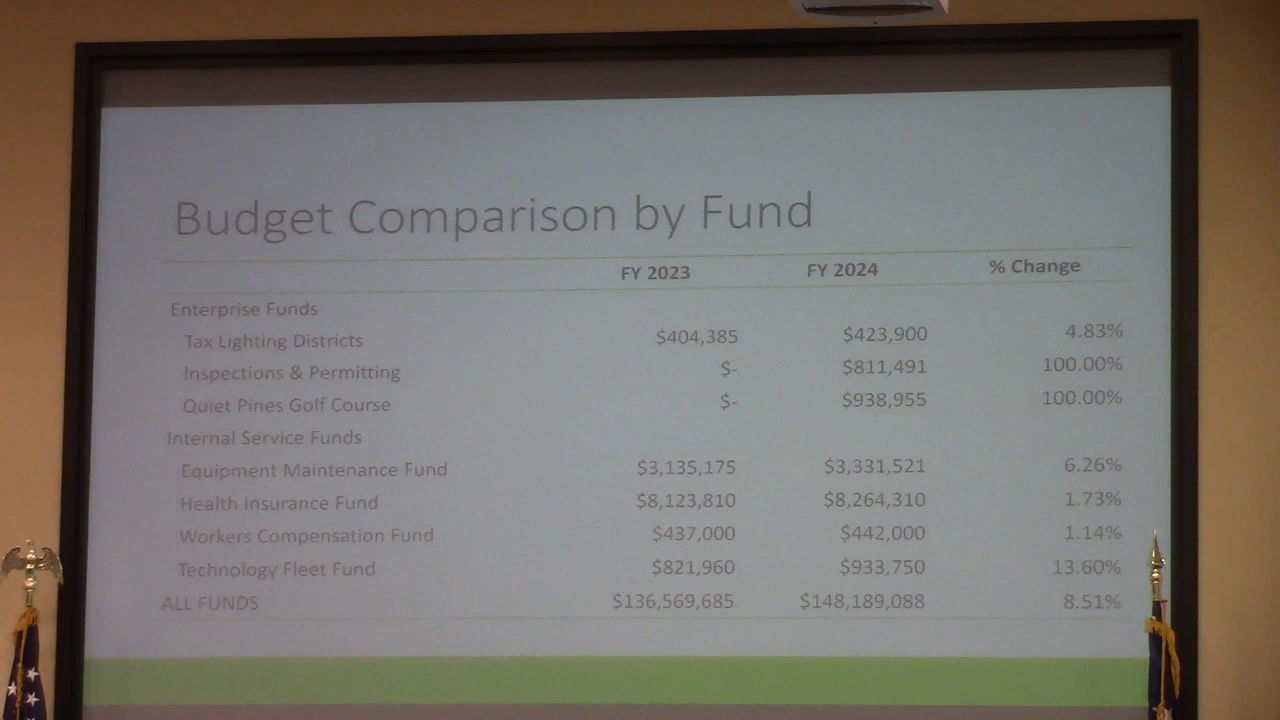 Budget Comparison by Fund
FY 2023 FY 2024 % Change
Enterprise Funds
Tax Lighting Districts $404,385 $423,900 4.83%
Inspections & Permitting $- $811,491 100.00%
Quiet Pines Golf Course $- $938,955 100.00%
Internal Service Funds
Equipment Maintenance Fund $3,135,175 $3,331,521 6.26%
Health Insurance Fund $8,123,810 $8,264,310 1.73%
Workers Compensation Fund $437,000 $442,000 1.14%
Technology Fleet Fund $821,960 $933,750 13.60%
ALL FUNDS $136,569,685 $148,189,088 8.51%